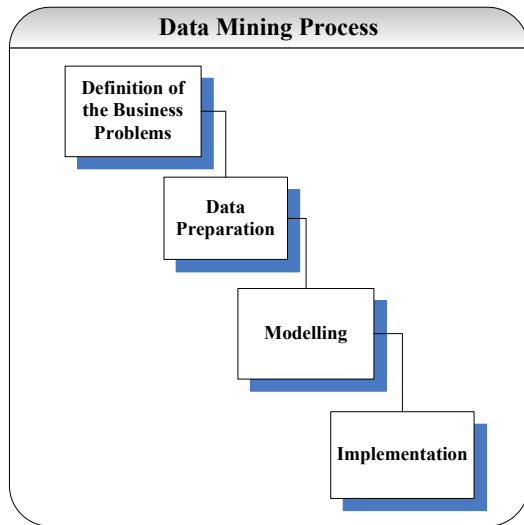 Data Mining Process
Definition of
the Business
Problems
Data
Preparation
Modelling
Implementation